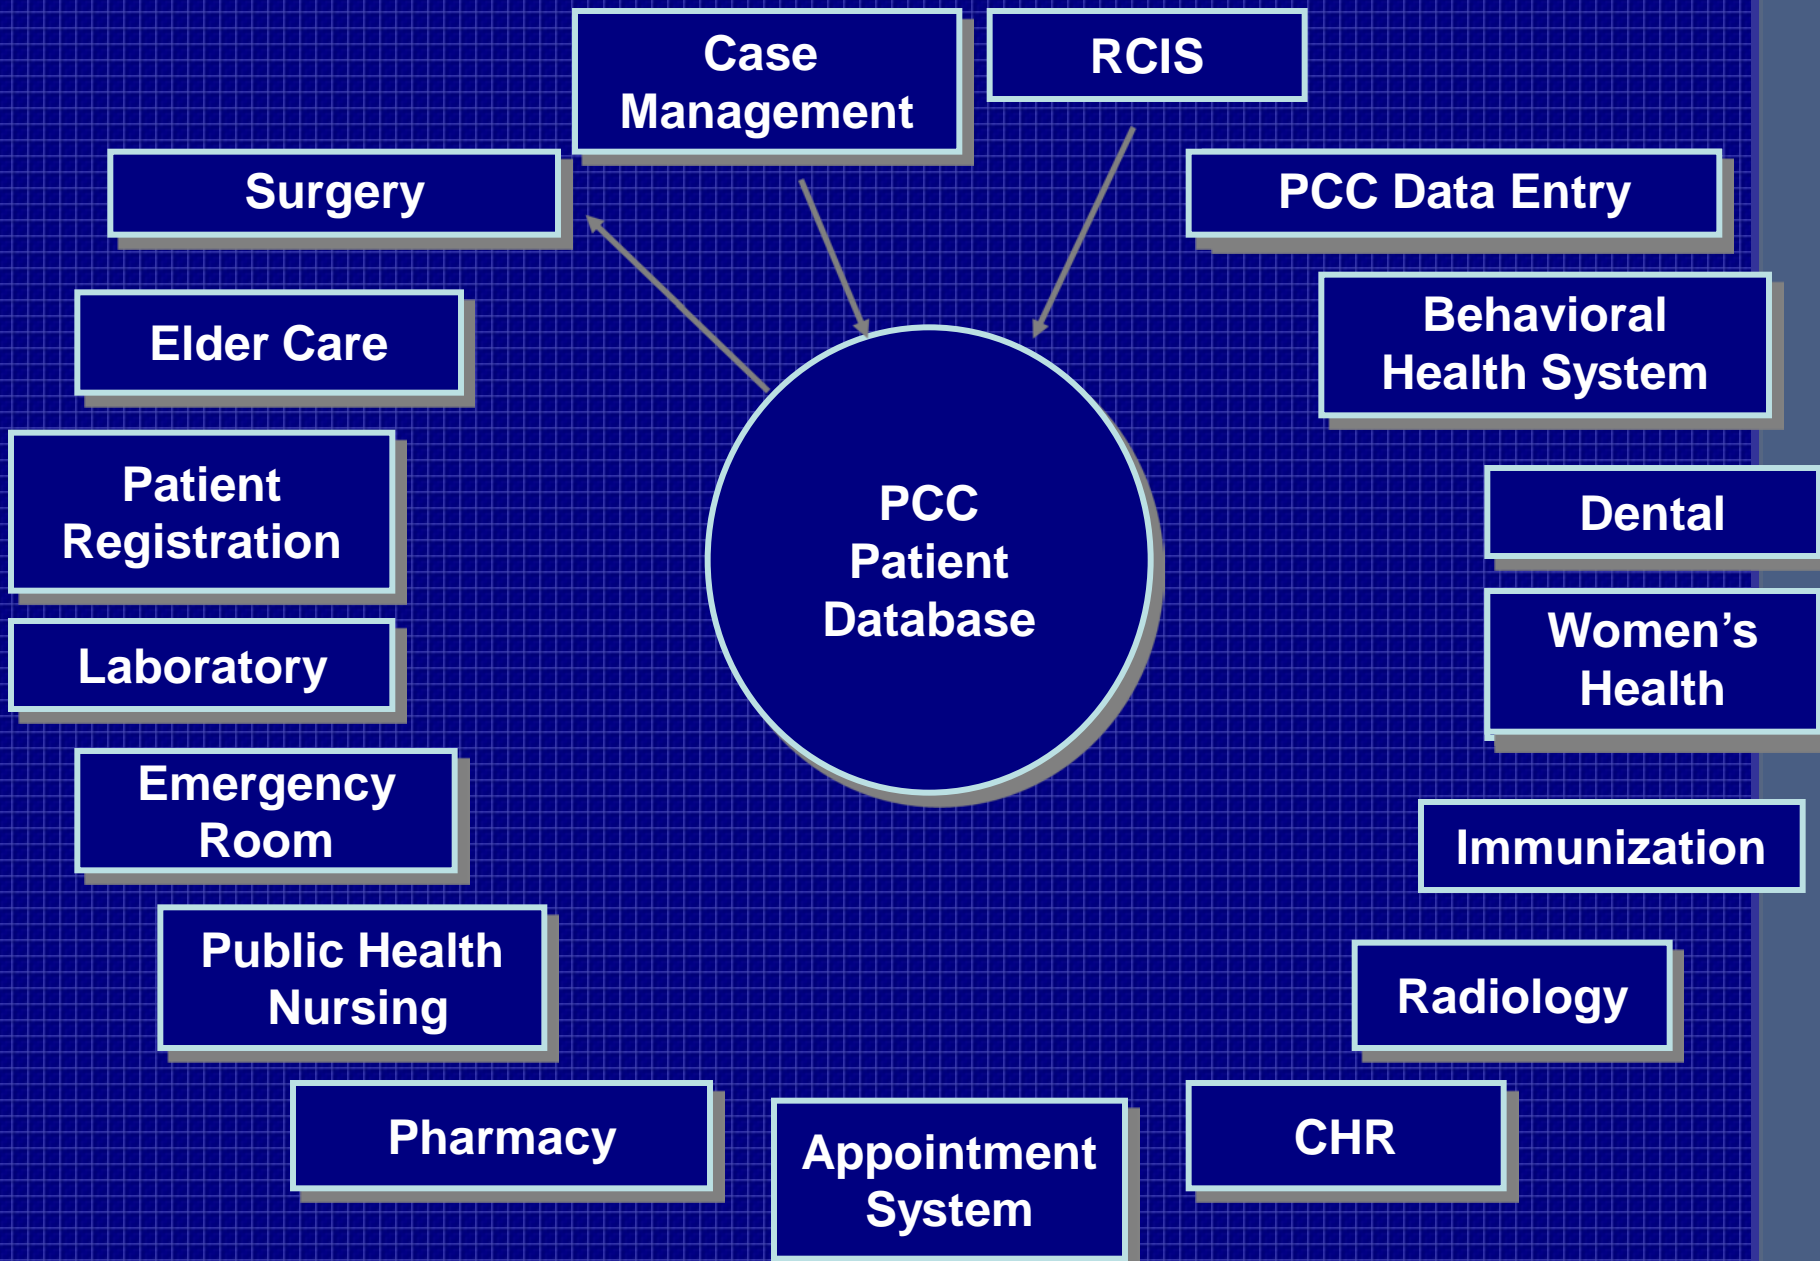 Case
Management
RCIS
Surgery
PCC Data Entry
Elder Care
Behavioral
Health System
Patient
Registration
PCC
Patient
Database
Dental
Laboratory
Women’s
Health
Emergency
Room
Immunization
Public Health
Nursing
Radiology
Pharmacy
Appointment
System
CHR